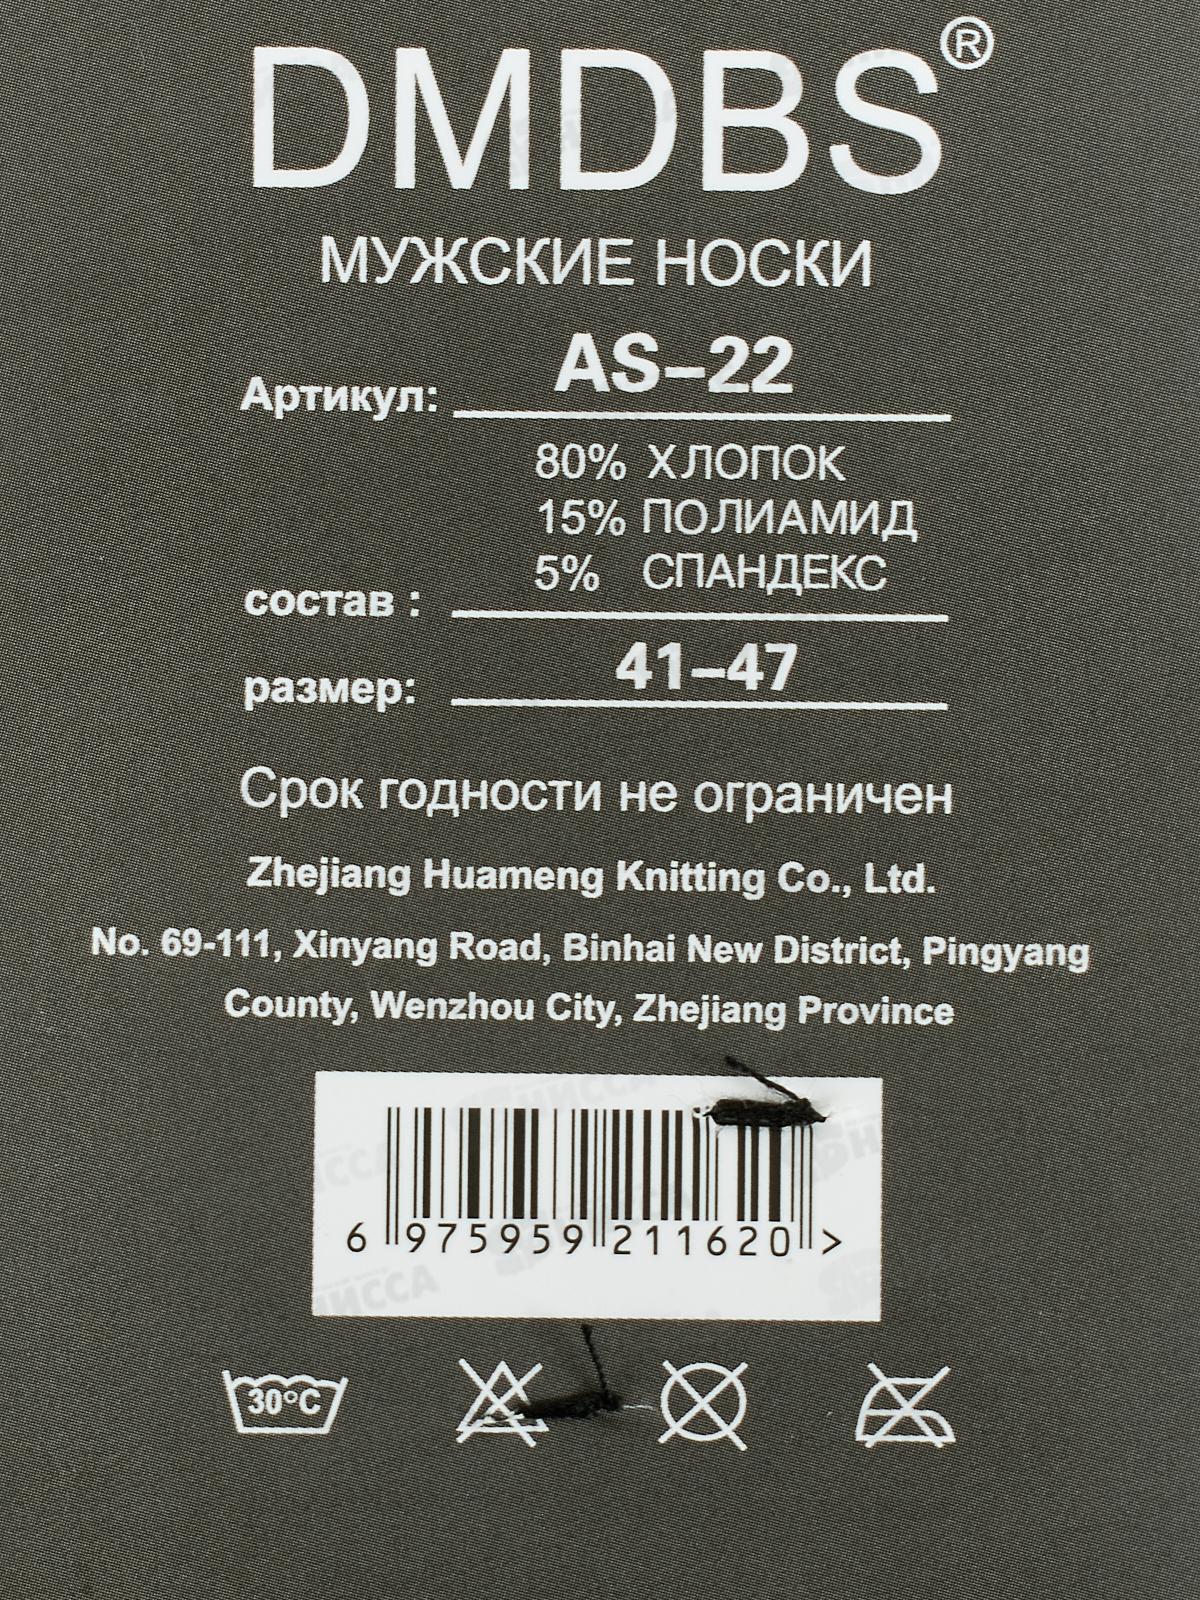 DMDBS®
МУЖСКИЕ НОСКИ
Артикул: AS-22
80% ХЛОПОК
15% ПОЛИАМИД
5% СПАНДЕКС
состав :
размер: 41-47
Срок годности не ограничен
Zhejiang Huameng Knitting Co., Ltd.
No. 69-111, Xinyang Road, Binhai New District, Pingyang
County, Wenzhou City, Zhejiang Province
6 975959 211620 >
30°C